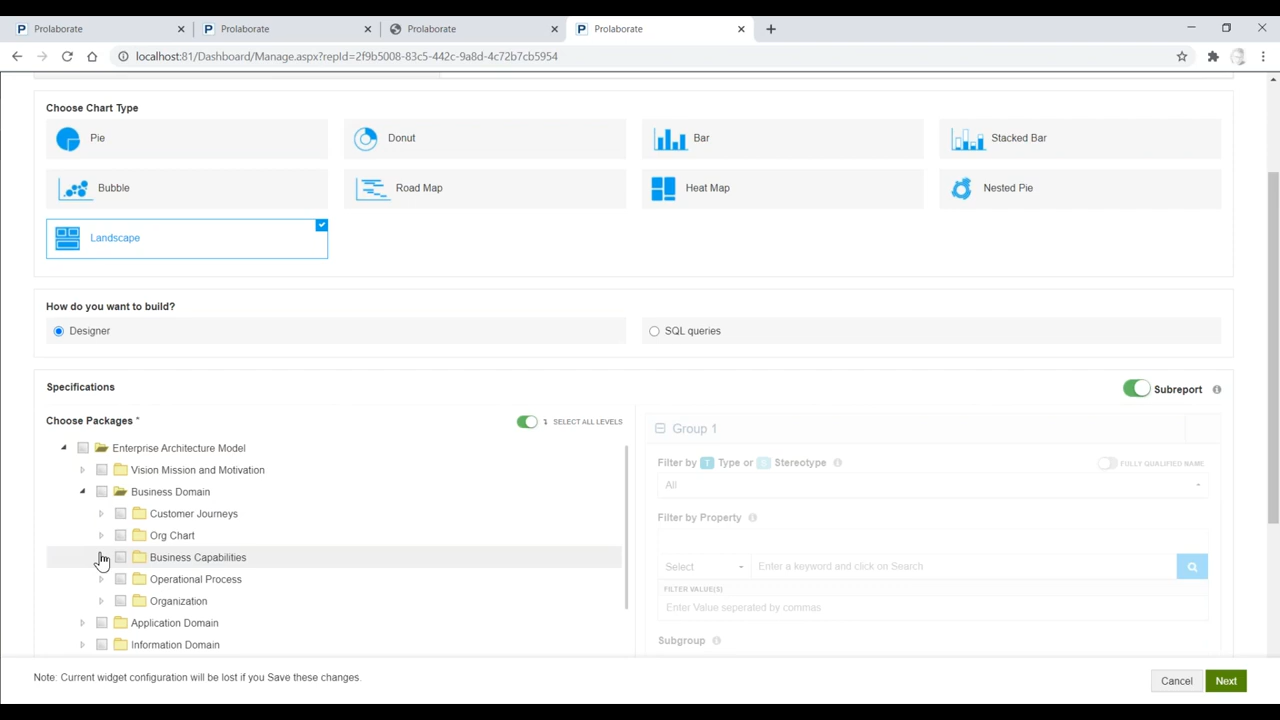 Prolaborate
Prolaborate
Prolaborate
Prolaborate
localhost:81/Dashboard/Manage.aspx?repId=2f9b5008-83c5-442c-9a8d-4c72b7cb5954
Choose Chart Type
Pie
Donut
Bar
Stacked Bar
Bubble
Road Map
Heat Map
Nested Pie
Landscape
How do you want to build?
Designer
SQL queries
Specifications
Subreport
Choose Packages *
SELECT ALL LEVELS
Enterprise Architecture Model
Vision Mission and Motivation
Business Domain
Customer Journeys
Org Chart
Business Capabilities
Operational Process
Organization
Application Domain
Information Domain
Group 1
Filter by T Type or S Stereotype
FULLY QUALIFIED NAME
All
Filter by Property
Select
Enter a keyword and click on Search
FILTER VALUE(S)
Enter Value seperated by commas
Subgroup
Note: Current widget configuration will be lost if you Save these changes.
Cancel
Next